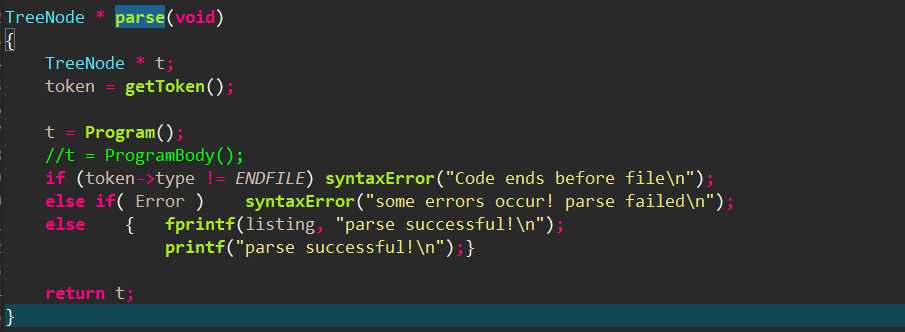 TreeNode * parse(void)
{
    TreeNode * t;
    token = getToken();

    t = Program();
    //t = ProgramBody();
    if (token->type != ENDFILE) syntaxError("Code ends before file\n");
    else if( Error )    syntaxError("some errors occur! parse failed\n");
    else    {   fprintf(listing, "parse successful!\n");
                printf("parse successful!\n");}

    return t;
}